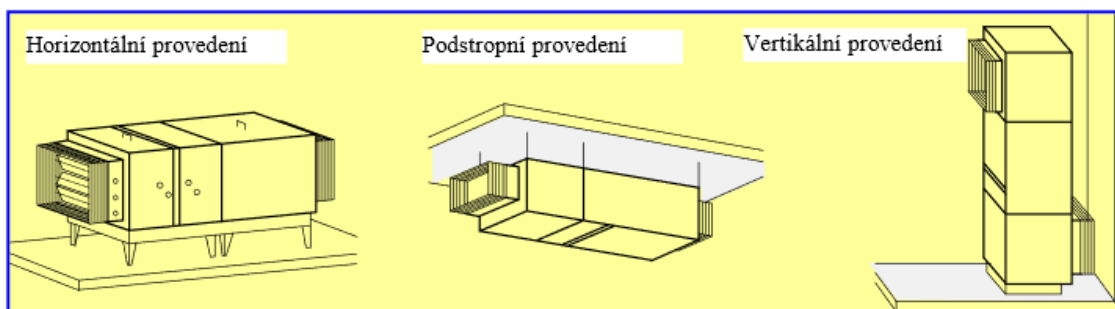 Horizontální provedení
Podstropní provedení
Vertikální provedení